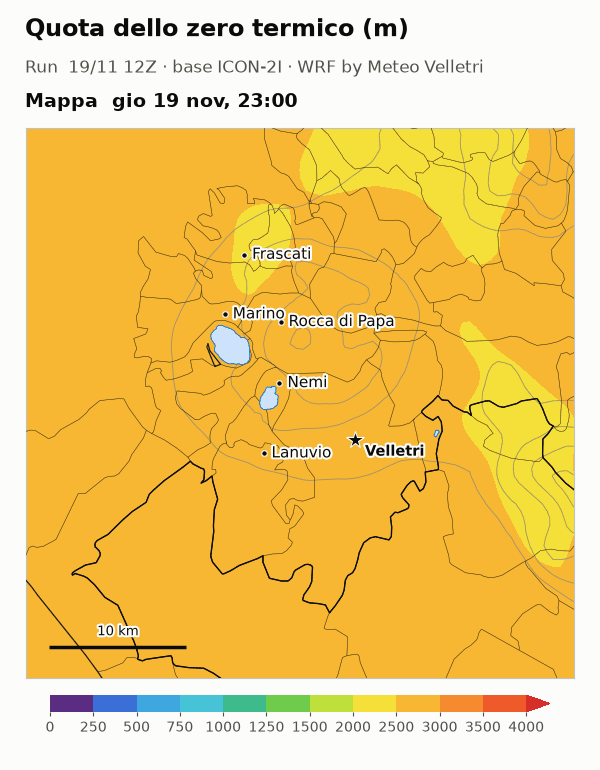 Quota dello zero termico (m)
Run  19/11 12Z · base ICON-2I · WRF by Meteo Velletri
Mappa  gio 19 nov, 23:00
Frascati
Marino
Rocca di Papa
Nemi
Velletri
Lanuvio
10 km
0 250 500 750 1000 1250 1500 2000 2500 3000 3500 4000